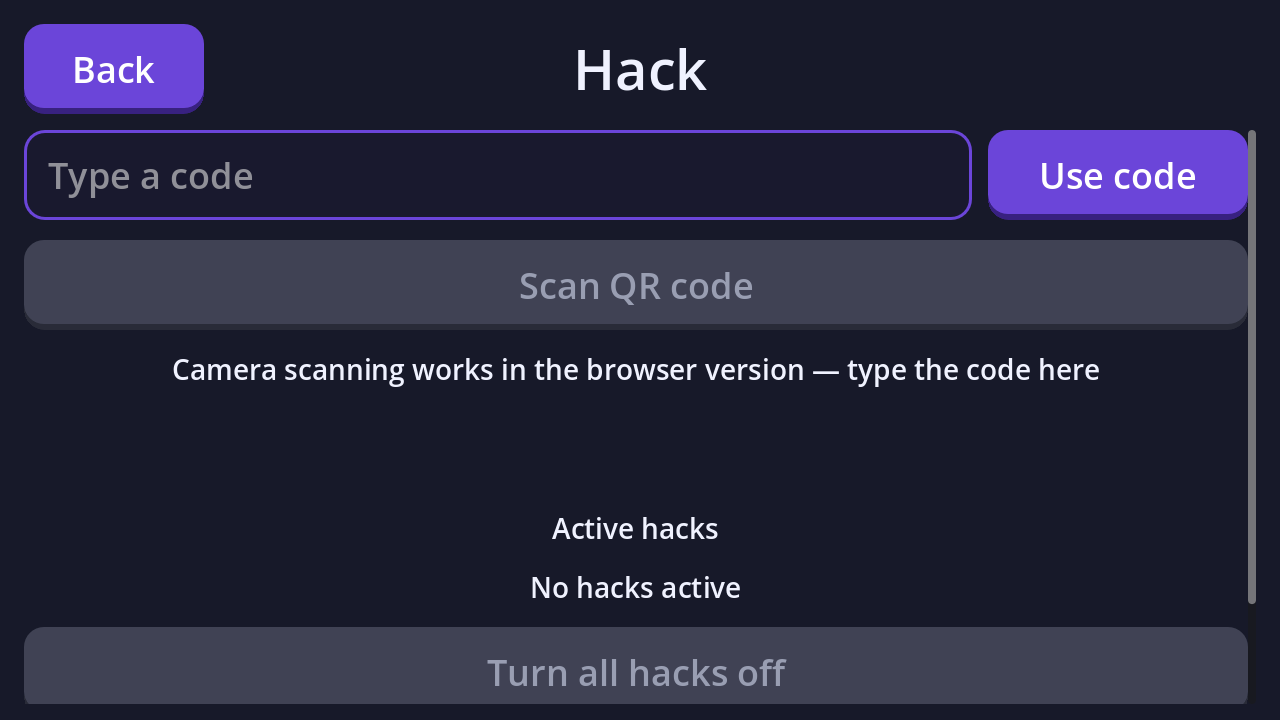 Back
Hack
Type a code
Use code
Scan QR code
Camera scanning works in the browser version — type the code here
Active hacks
No hacks active
Turn all hacks off